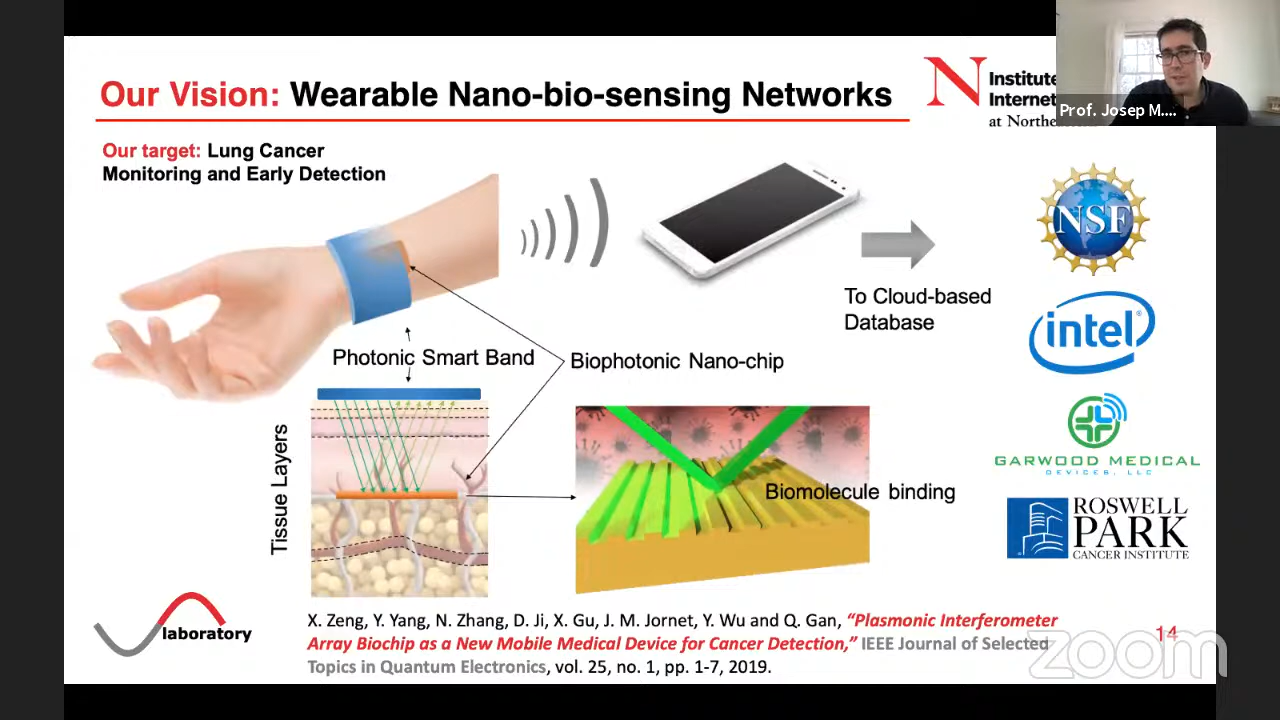 Our Vision: Wearable Nano-bio-sensing Networks
N
Institute
Internet
at Northe
Prof. Josep M....
Our target: Lung Cancer
Monitoring and Early Detection
NSF
To Cloud-based
Database
intel
®
Photonic Smart Band
Biophotonic Nano-chip
GARWOOD MEDICAL
DEVICES, LLC
Tissue Layers
Biomolecule binding
ROSWELL
PARK
CANCER INSTITUTE
laboratory
X. Zeng, Y. Yang, N. Zhang, D. Ji, X. Gu, J. M. Jornet, Y. Wu and Q. Gan, “Plasmonic Interferometer
Array Biochip as a New Mobile Medical Device for Cancer Detection,” IEEE Journal of Selected
Topics in Quantum Electronics, vol. 25, no. 1, pp. 1-7, 2019.
14
zoom